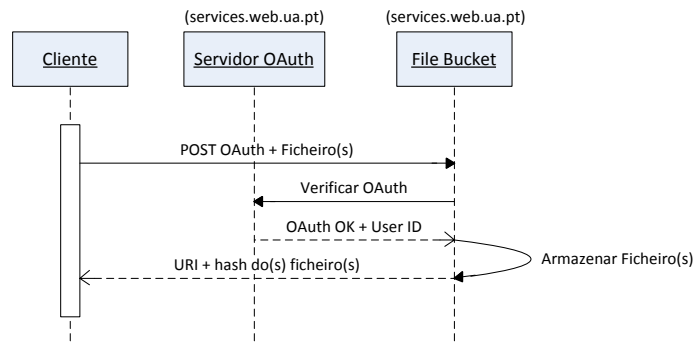 (services.web.ua.pt) (services.web.ua.pt)
Cliente Servidor OAuth File Bucket
POST OAuth + Ficheiro(s)
Verificar OAuth
OAuth OK + User ID
Armazenar Ficheiro(s)
URI + hash do(s) ficheiro(s)